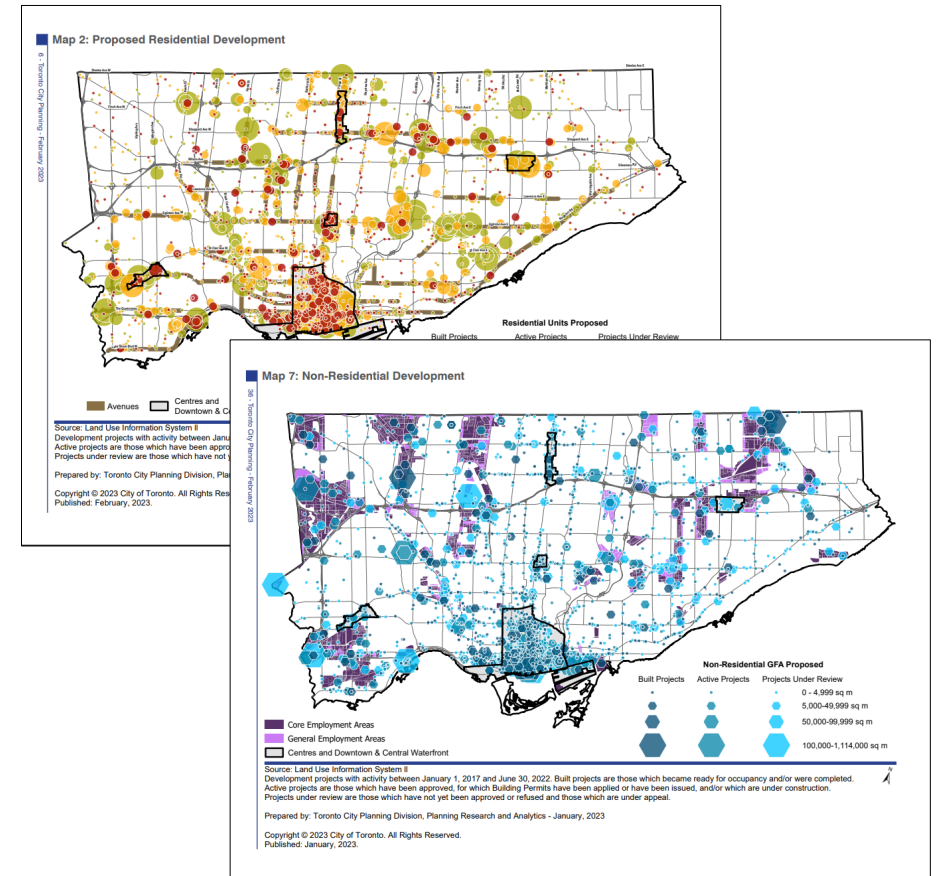 Map 2: Proposed Residential Development
6 - Toronto City Planning - February 2023
Residential Units Proposed
Built Projects Active Projects Projects Under Review
Avenues
Centres and
Downtown & C
Source: Land Use Information System II
Development projects with activity between Janu
Active projects are those which have been appro
Projects under review are those which have not y
Prepared by: Toronto City Planning Division, Pla
Copyright © 2023 City of Toronto. All Rights Res
Published: February, 2023.
Map 7: Non-Residential Development
36 - Toronto City Planning - February 2023
Non-Residential GFA Proposed
Built Projects Active Projects Projects Under Review
0 - 4,999 sq m
5,000-49,999 sq m
50,000-99,999 sq m
100,000-1,114,000 sq m
Core Employment Areas
General Employment Areas
Centres and Downtown & Central Waterfront
Source: Land Use Information System II
Development projects with activity between January 1, 2017 and June 30, 2022. Built projects are those which became ready for occupancy and/or were completed.
Active projects are those which have been approved, for which Building Permits have been applied or have been issued, and/or which are under construction.
Projects under review are those which have not yet been approved or refused and those which are under appeal.
Prepared by: Toronto City Planning Division, Planning Research and Analytics - January, 2023
Copyright © 2023 City of Toronto. All Rights Reserved.
Published: January, 2023.